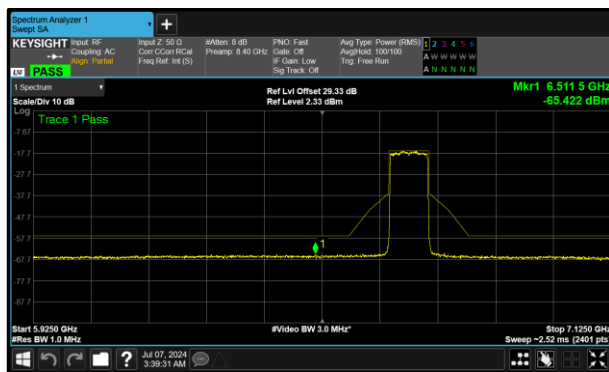 Spectrum Analyzer 1
Swept SA
+
KEYSIGHT Input: RF Input Z: 50 Ω #Atten: 8 dB PNO: Fast Avg Type: Power (RMS) 1 2 3 4 5 6
Coupling: AC Corr CCorr RCal Preamp: 8.40 GHz Gate: Off Avg|Hold: 100/100 A W W W W W
Align: Partial Freq Ref: Int (S) IF Gain: Low Trig: Free Run
LXI PASS Sig Track: Off A N N N N N
1 Spectrum Ref Lvl Offset 29.33 dB Mkr1 6.511 5 GHz
Scale/Div 10 dB Ref Level 2.33 dBm -65.422 dBm
Log Trace 1 Pass
-7.67
-17.7
-27.7
-37.7
-47.7
-57.7
1
-67.7
-77.7
-87.7
Start 5.9250 GHz #Video BW 3.0 MHz* Stop 7.1250 GHz
#Res BW 1.0 MHz Sweep ~2.52 ms (2401 pts)
? Jul 07, 2024
3:39:31 AM